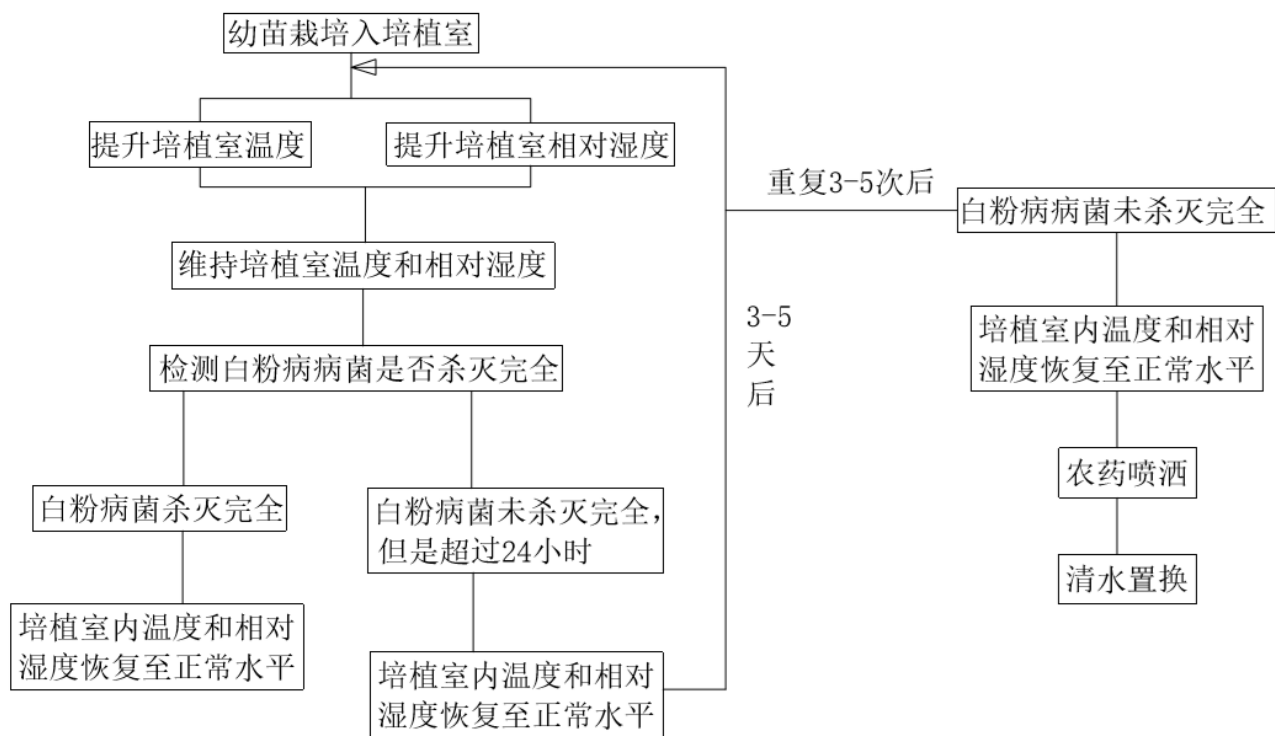 幼苗栽培入培植室
提升培植室温度
提升培植室相对湿度
维持培植室温度和相对湿度
检测白粉病病菌是否杀灭完全
白粉病菌杀灭完全
培植室内温度和相对
湿度恢复至正常水平
白粉病菌未杀灭完全，
但是超过24小时
培植室内温度和相对
湿度恢复至正常水平
3-5
天
后
重复3-5次后
白粉病病菌未杀灭完全
培植室内温度和相对
湿度恢复至正常水平
农药喷洒
清水置换